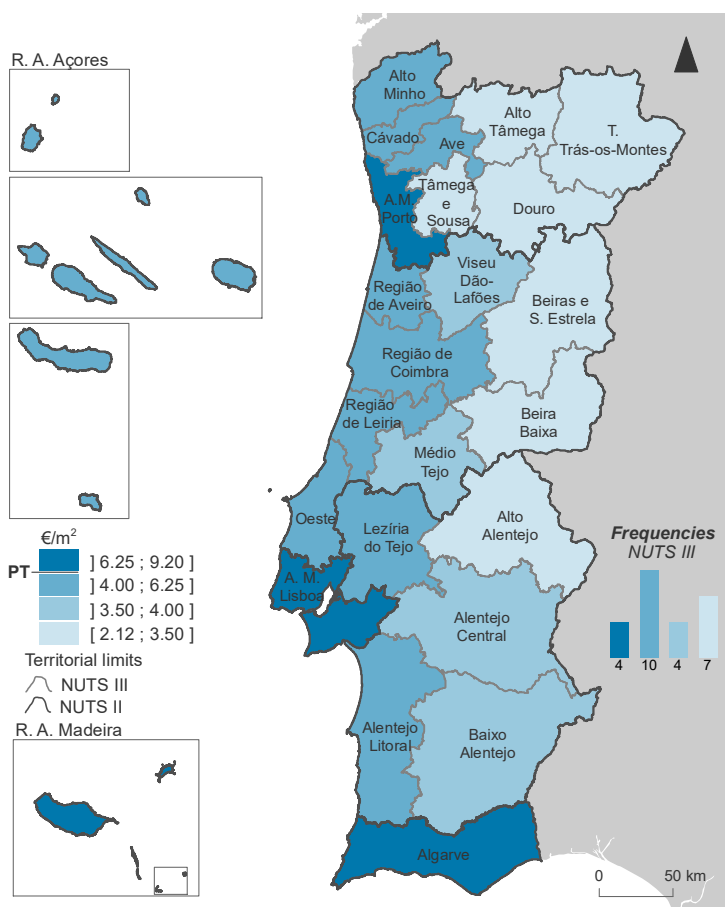 R. A. Açores
Alto
Minho
Cávado
Ave
Alto
Tâmega
T.
Trás-os-Montes
A.M.
Porto
Tâmega
e
Sousa
Douro
Região
de Aveiro
Viseu
Dão-
Lafões
Beiras e
S. Estrela
Região de
Coimbra
Região
de Leiria
Médio
Tejo
Beira
Baixa
Oeste
Lezíria
do Tejo
Alto
Alentejo
A. M.
Lisboa
Alentejo
Central
Alentejo
Litoral
Baixo
Alentejo
Algarve
€/m²
PT
] 6.25 ; 9.20 ]
] 4.00 ; 6.25 ]
] 3.50 ; 4.00 ]
[ 2.12 ; 3.50 ]
Territorial limits
NUTS III
NUTS II
R. A. Madeira
Frequencies
NUTS III
4 10 4 7
0 50 km